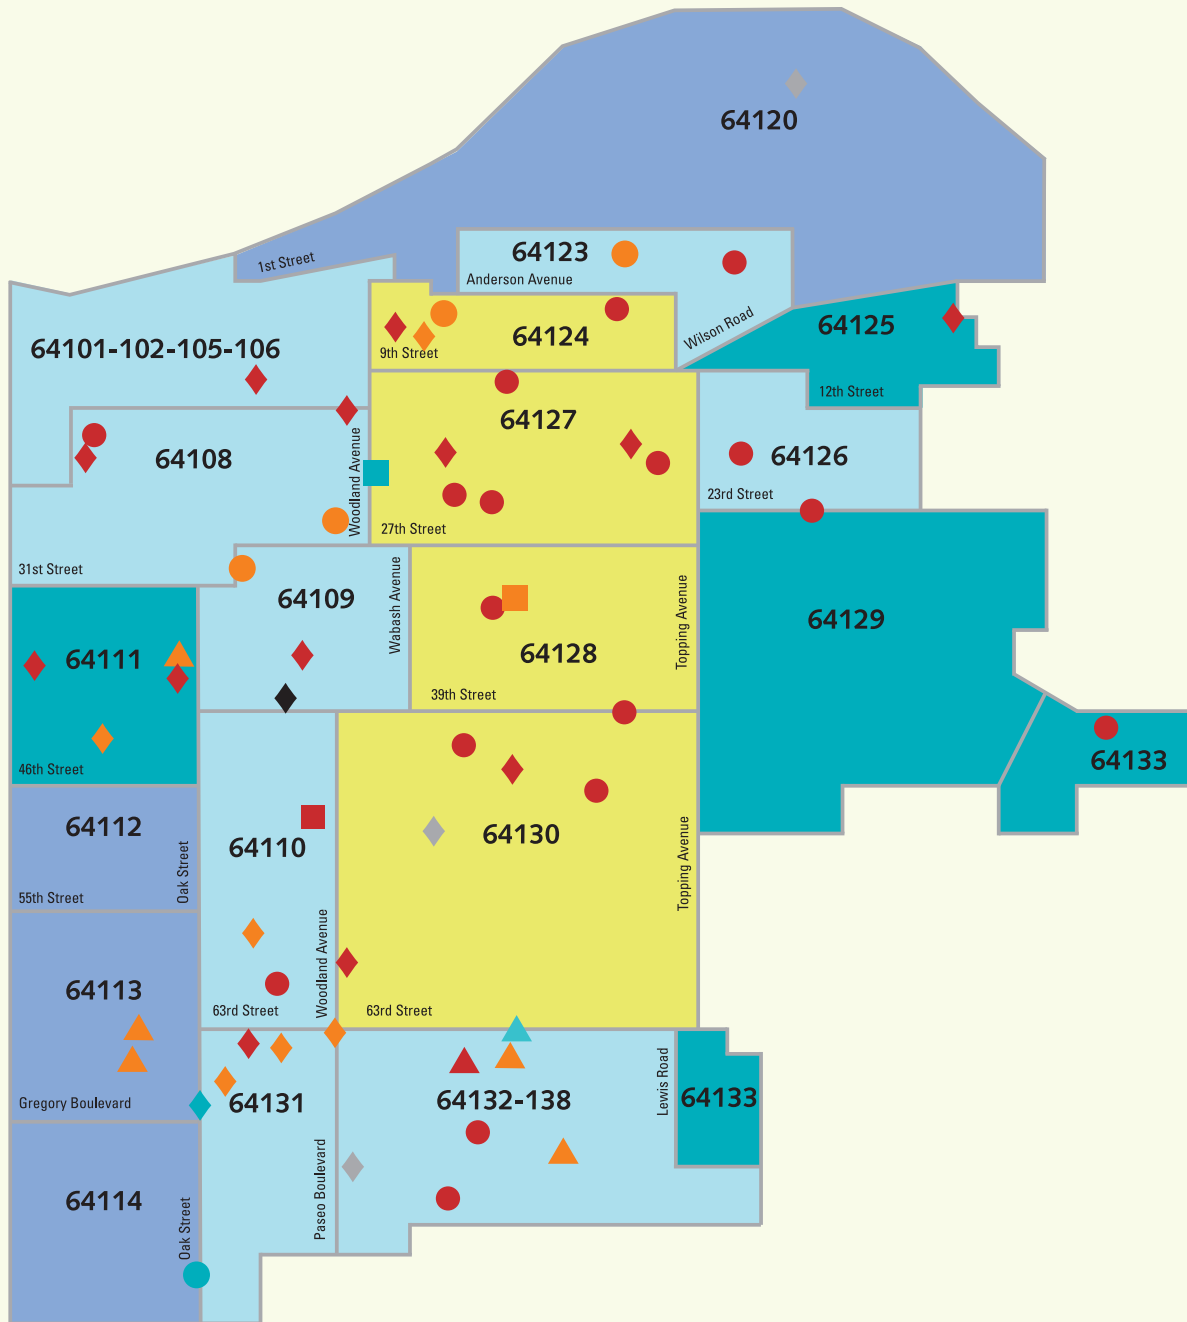 64120
1st Street
64123
Anderson Avenue
64101-102-105-106
9th Street
64124
Wilson Road
64125
12th Street
64108
Woodland Avenue
64127
27th Street
64126
23rd Street
31st Street
64109
Wabash Avenue
64128
39th Street
Topping Avenue
64129
64111
46th Street
64133
64112
55th Street
Oak Street
64110
63rd Street
Woodland Avenue
64130
63rd Street
Topping Avenue
64113
Gregory Boulevard
64131
Paseo Boulevard
64132-138
Lewis Road
64133
64114
Oak Street